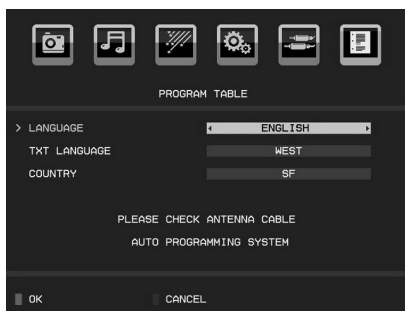 PROGRAM TABLE
> LANGUAGE ENGLISH
TXT LANGUAGE WEST
COUNTRY SF
PLEASE CHECK ANTENNA CABLE
AUTO PROGRAMMING SYSTEM
OK CANCEL